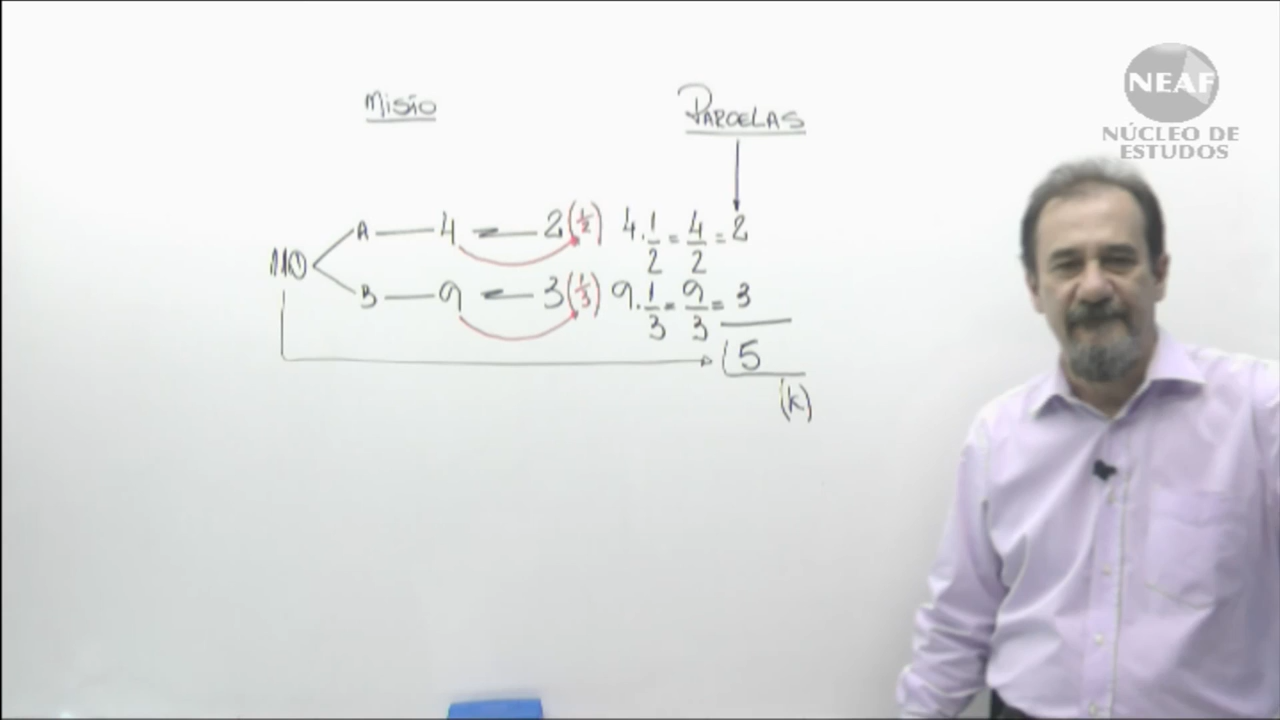 NEAF
NÚCLEO DE
ESTUDOS
Misto
PARCELAS
110
A — 4 — 2 (1/2) 4 . 1/2 = 4/2 = 2
B — 9 — 3 (1/3) 9 . 1/3 = 9/3 = 3
5
(k)